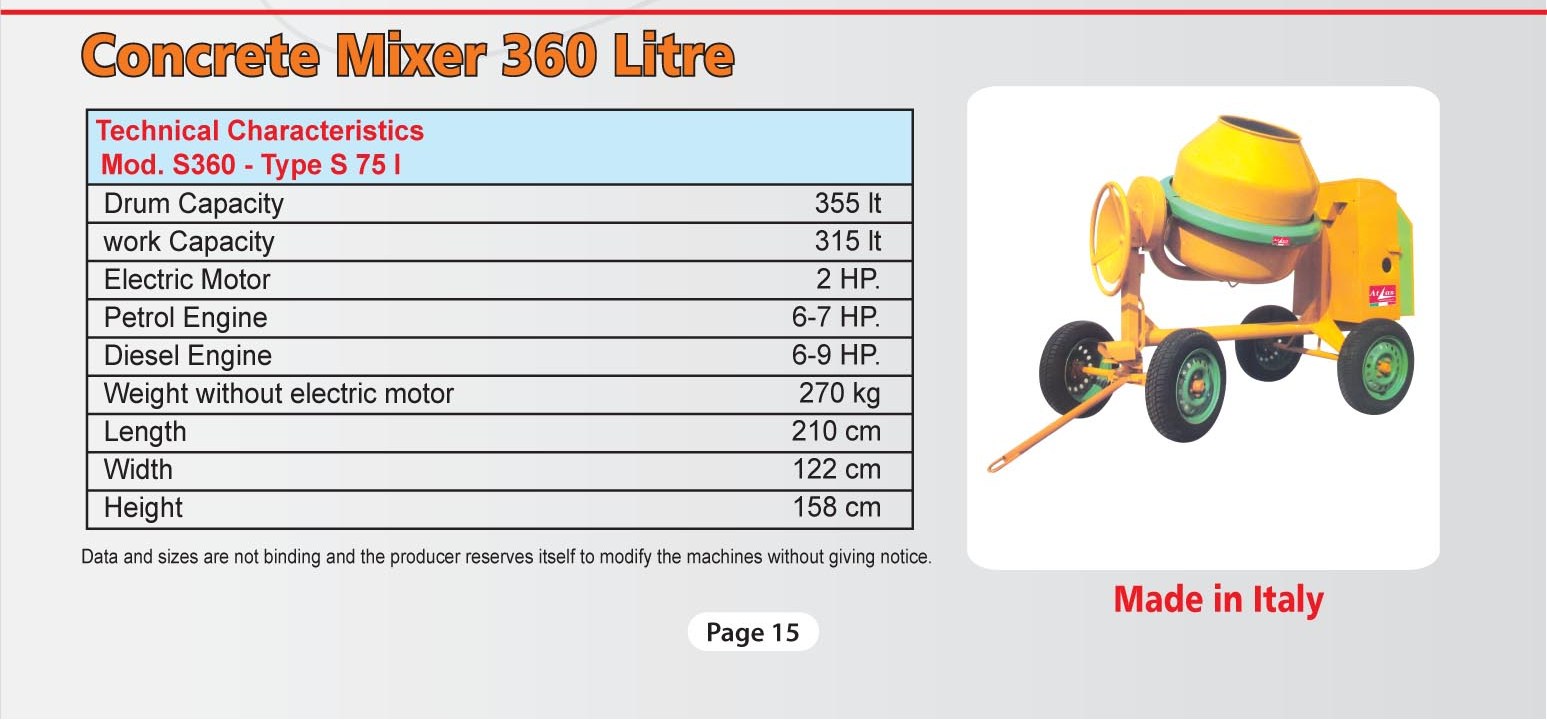 Concrete Mixer 360 Litre
Technical Characteristics
Mod. S360 - Type S 75 l
Drum Capacity 355 lt
work Capacity 315 lt
Electric Motor 2 HP.
Petrol Engine 6-7 HP.
Diesel Engine 6-9 HP.
Weight without electric motor 270 kg
Length 210 cm
Width 122 cm
Height 158 cm
Data and sizes are not binding and the producer reserves itself to modify the machines without giving notice.
Atlas
Atlas
Made in Italy
Page 15